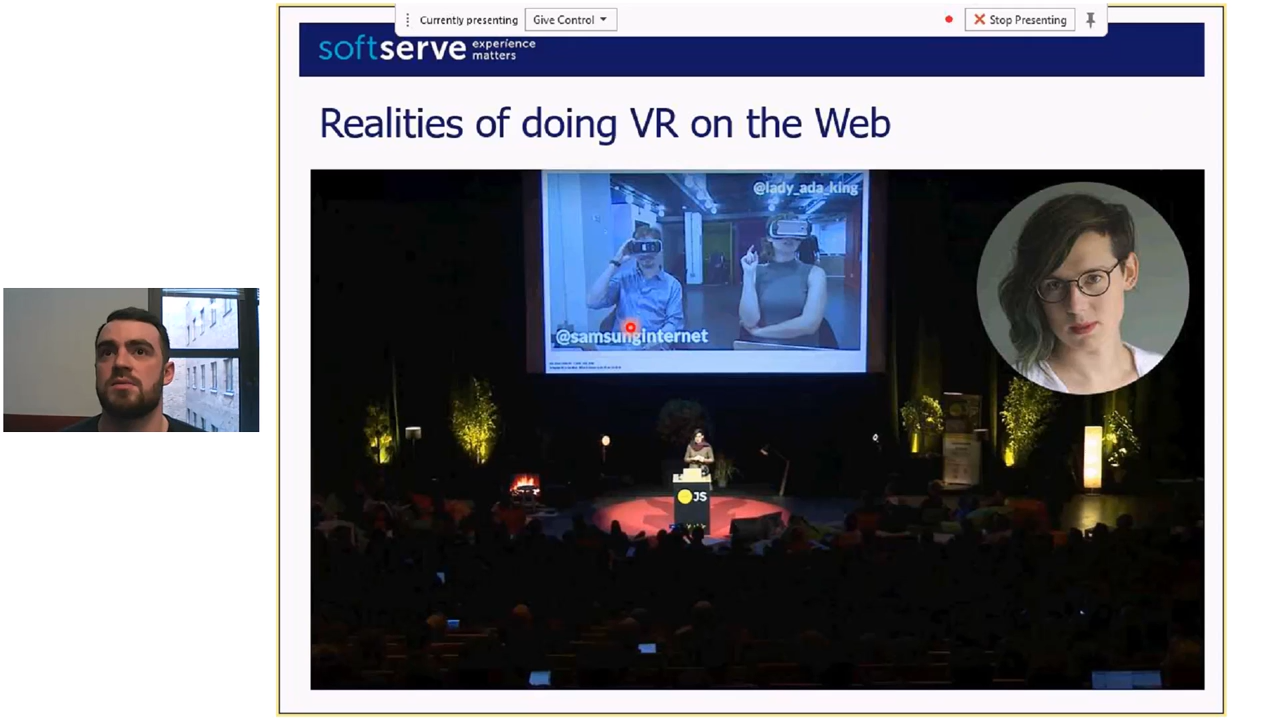 Currently presenting Give Control
Stop Presenting
softserve experience matters
Realities of doing VR on the Web
@lady_ada_king
@samsunginternet
JS